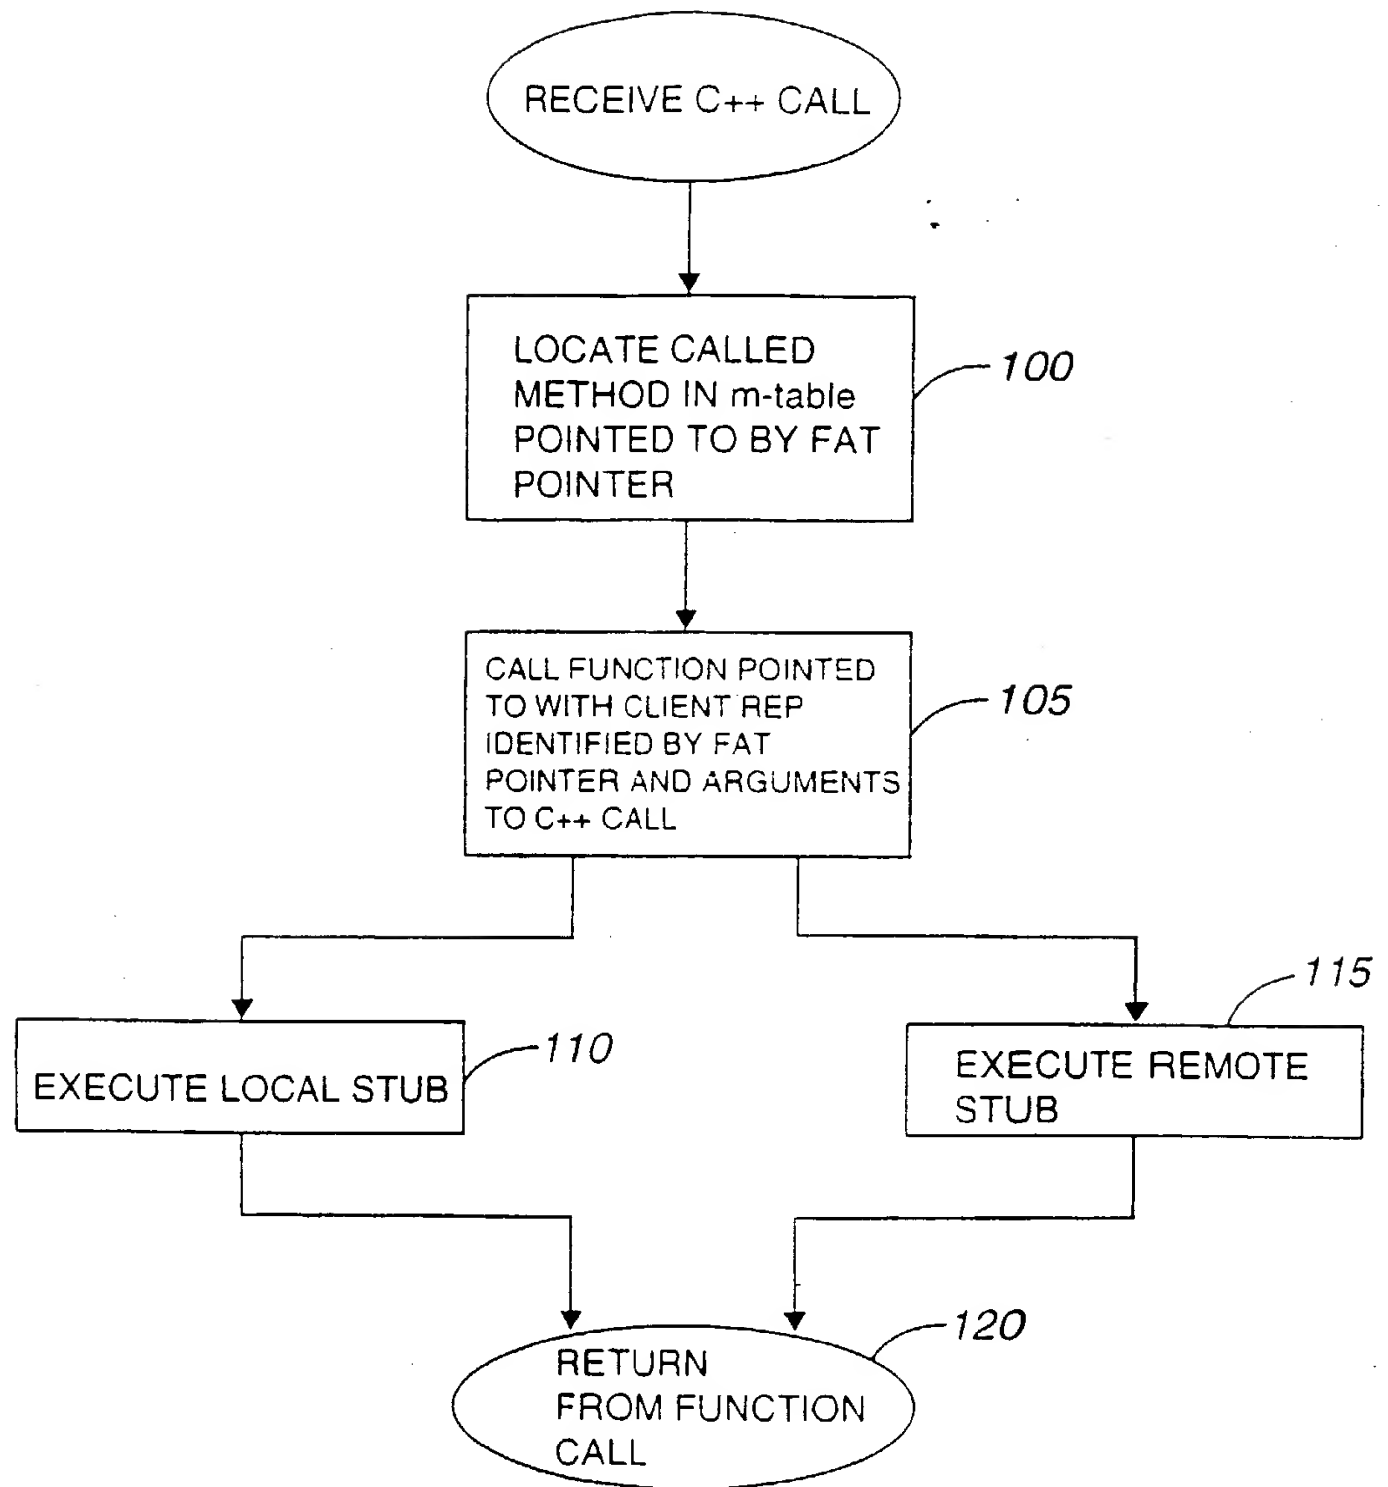 RECEIVE C++ CALL
LOCATE CALLED
METHOD IN m-table
POINTED TO BY FAT
POINTER
100
CALL FUNCTION POINTED
TO WITH CLIENT REP
IDENTIFIED BY FAT
POINTER AND ARGUMENTS
TO C++ CALL
105
EXECUTE LOCAL STUB
110
EXECUTE REMOTE
STUB
115
RETURN
FROM FUNCTION
CALL
120